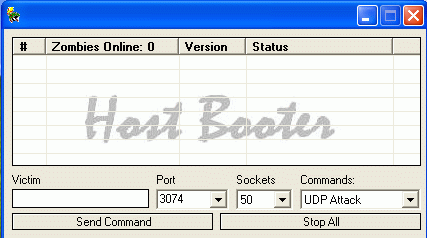 # Zombies Online: 0 Version Status
Host Booter
Victim Port Sockets Commands:
3074 50 UDP Attack
Send Command Stop All